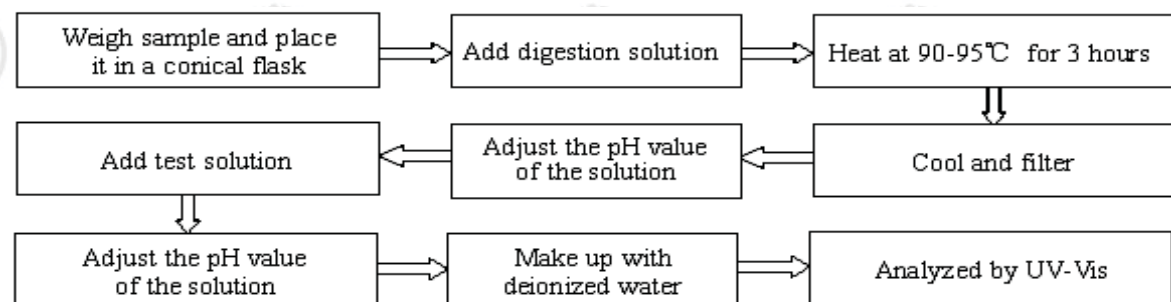 Weigh sample and place
it in a conical flask
Add digestion solution
Heat at 90-95℃ for 3 hours
Cool and filter
Adjust the pH value
of the solution
Add test solution
Adjust the pH value
of the solution
Make up with
deionized water
Analyzed by UV-Vis